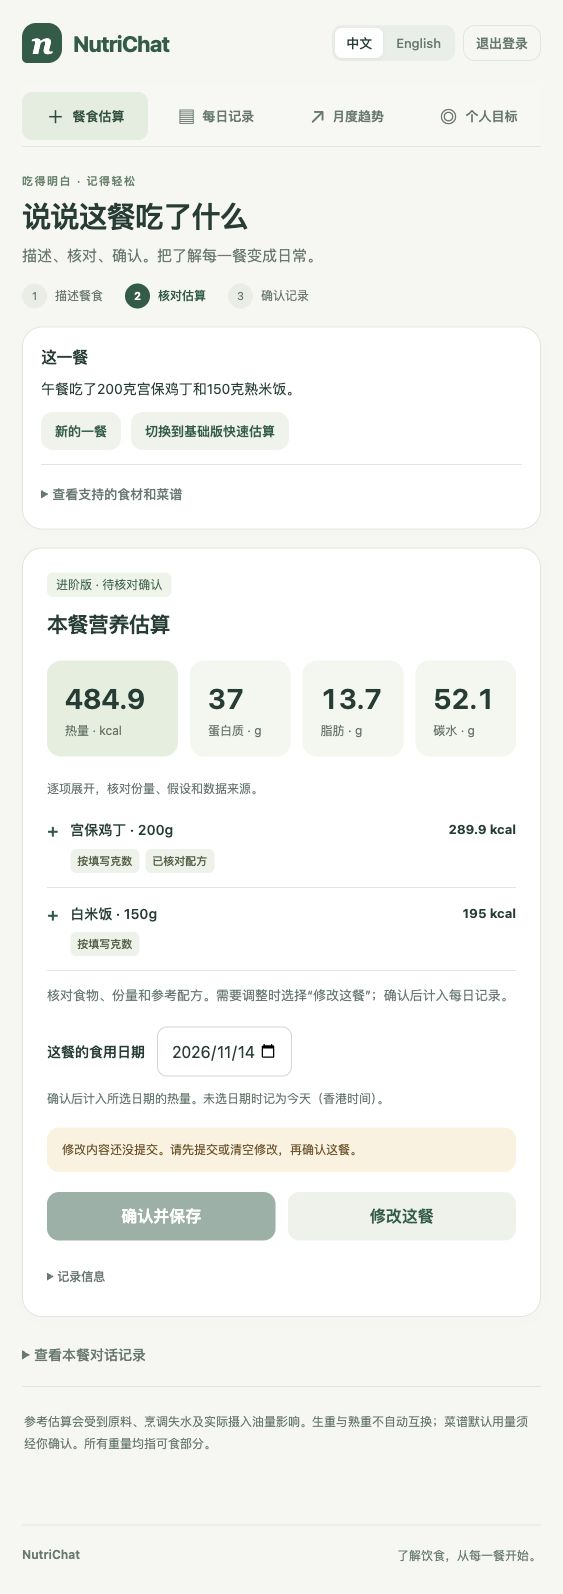 n NutriChat
中文 English 退出登录
餐食估算 每日记录 月度趋势 个人目标
吃得明白 · 记得轻松
说说这餐吃了什么
描述、核对、确认。把了解每一餐变成日常。
1 描述餐食 2 核对估算 3 确认记录
这一餐
午餐吃了200克宫保鸡丁和150克熟米饭。
新的一餐 切换到基础版快速估算
查看支持的食材和菜谱
进阶版 · 待核对确认
本餐营养估算
484.9 37 13.7 52.1
热量 · kcal 蛋白质 · g 脂肪 · g 碳水 · g
逐项展开，核对份量、假设和数据来源。
+ 宫保鸡丁 · 200g 289.9 kcal
按填写克数 已核对配方
+ 白米饭 · 150g 195 kcal
按填写克数
核对食物、份量和参考配方。需要调整时选择“修改这餐”；确认后计入每日记录。
这餐的食用日期 2026/11/14
确认后计入所选日期的热量。未选日期时记为今天（香港时间）。
修改内容还没提交。请先提交或清空修改，再确认这餐。
确认并保存 修改这餐
记录信息
查看本餐对话记录
参考估算会受到原料、烹调失水及实际摄入油量影响。生重与熟重不自动互换；菜谱默认用量须
经你确认。所有重量均指可食部分。
NutriChat 了解饮食，从每一餐开始。